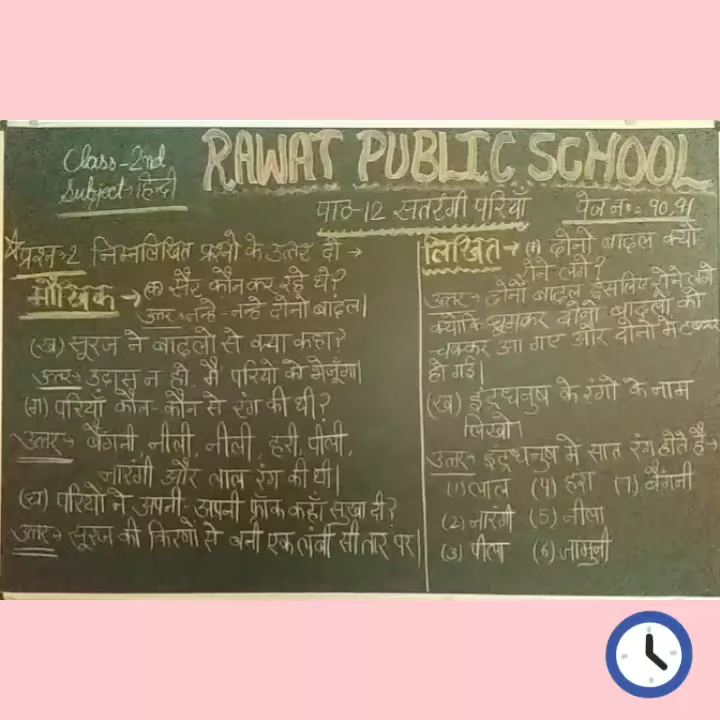 Class-2nd
Subject-हिन्दी
RAWAT PUBLIC SCHOOL
पाठ-12 सतरंगी परियाँ
पेज न॰= 90,91
प्रश्न-2 निम्नलिखित प्रश्नो के उत्तर दो →
मौखिक → (क) सैर कौन कर रहे थे?
उत्तर- नन्हे-नन्हे दोनो बादल।
(ख) सूरज ने बादलो से क्या कहा?
उत्तर- उदास न हो मै परियो को भेजूँगा।
(ग) परियाँ कौन-कौन से रंग की थी?
उत्तर- बैंगनी, नीली, नीली, हरी, पीली,
नारंगी और लाल रंग की थी।
(घ) परियो ने अपनी-अपनी फ्रॉक कहाँ सुखा दी?
उत्तर- सूरज की किरणो से बनी एक लंबी सी तार पर।
लिखित → (क) दोनो बादल क्यो
रोने लगे?
उत्तर- दोनो बादल इसलिए रोने लगे
क्योकि घूमकर दोनो बादलो को
चक्कर आ गए और दोनो मे टक्कर
हो गई।
(ख) इंद्रधनुष के रंगो के नाम
लिखो।
उत्तर- इंद्रधनुष मे सात रंग होते है→
(1) लाल (4) हरा (7) बैंगनी
(2) नारंगी (5) नीला
(3) पीला (6) जामुनी